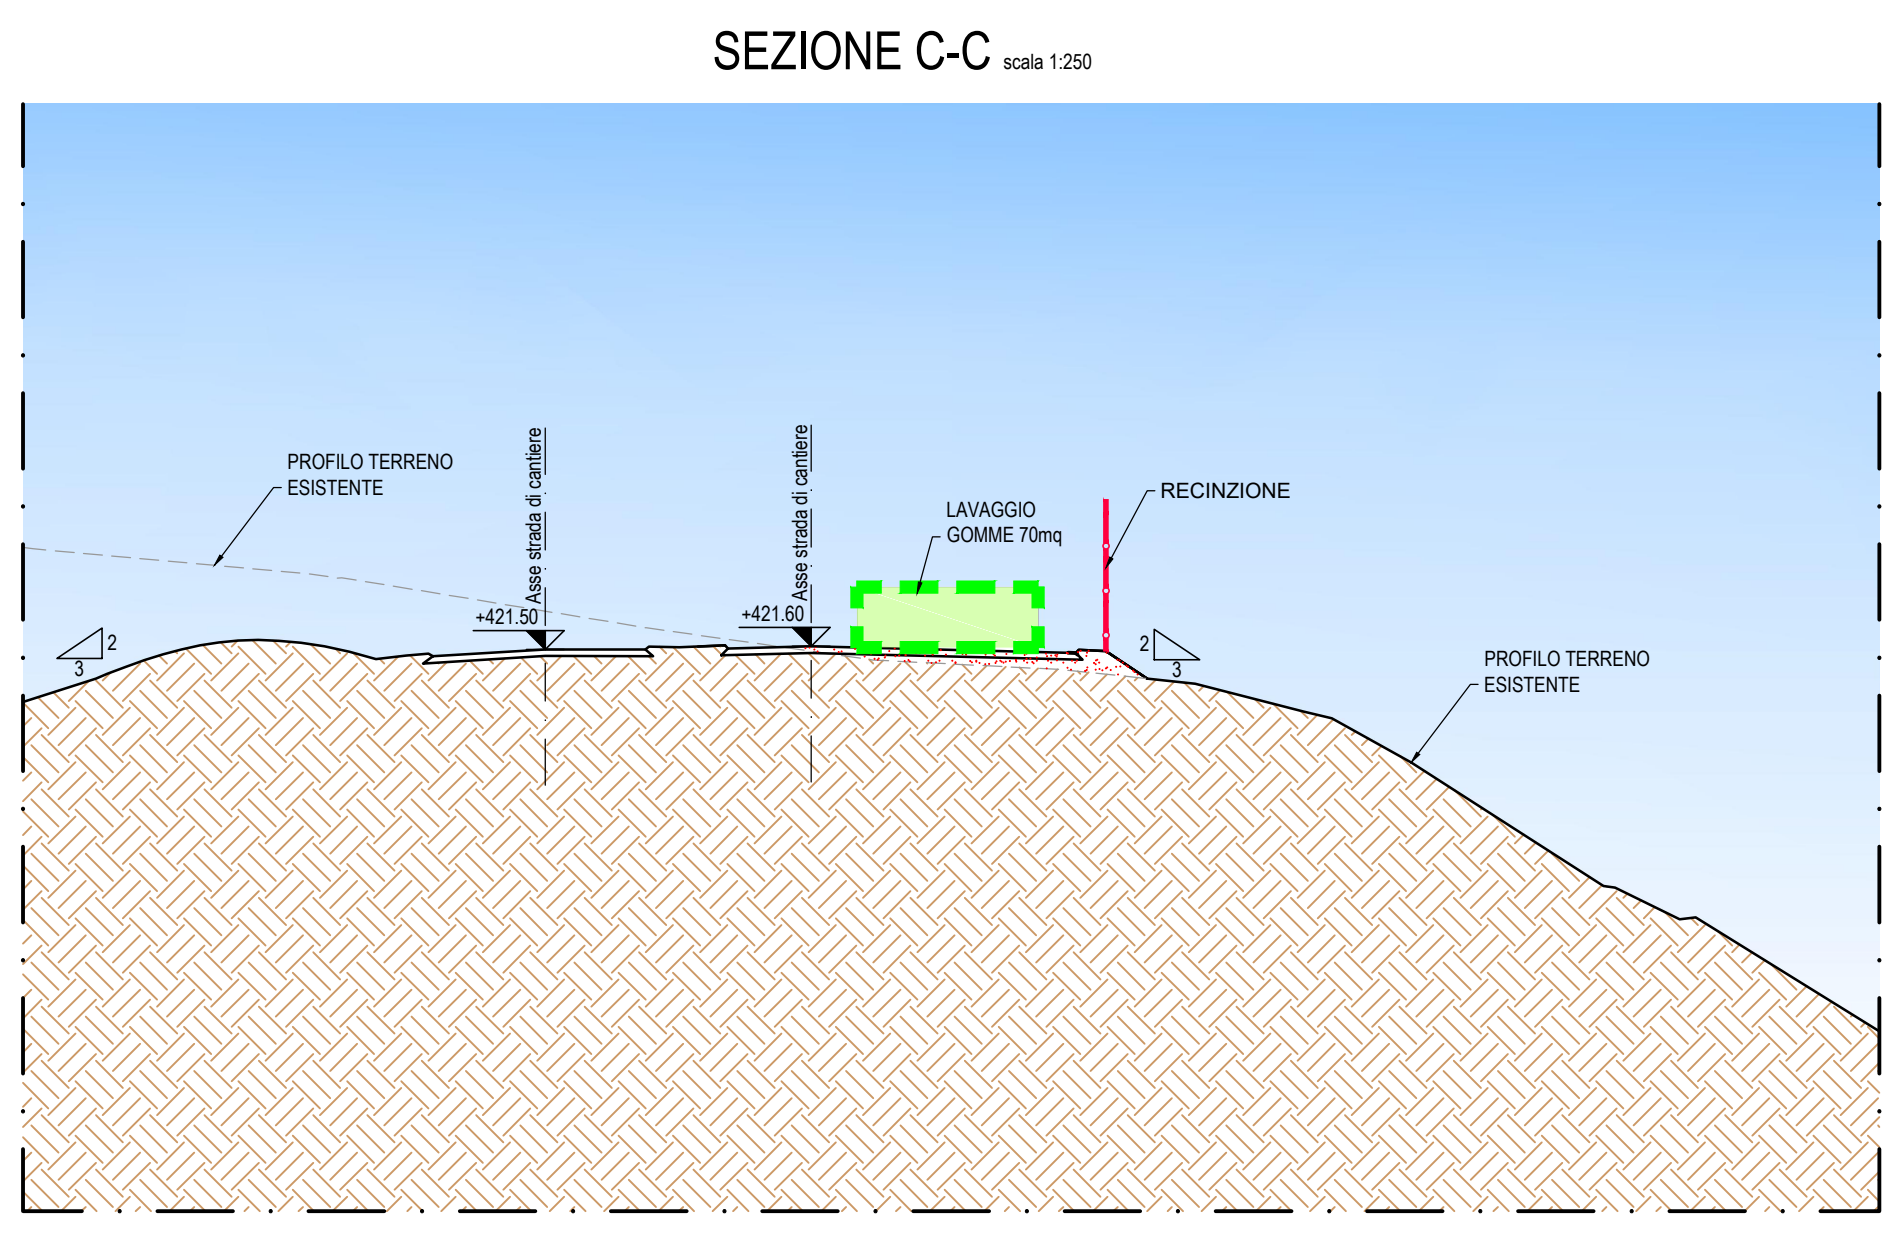 SEZIONE C-C scala 1:250
PROFILO TERRENO
ESISTENTE
Asse strada di cantiere
Asse strada di cantiere
LAVAGGIO
GOMME 70mq
RECINZIONE
+421.50
+421.60
2
3
2
3
PROFILO TERRENO
ESISTENTE